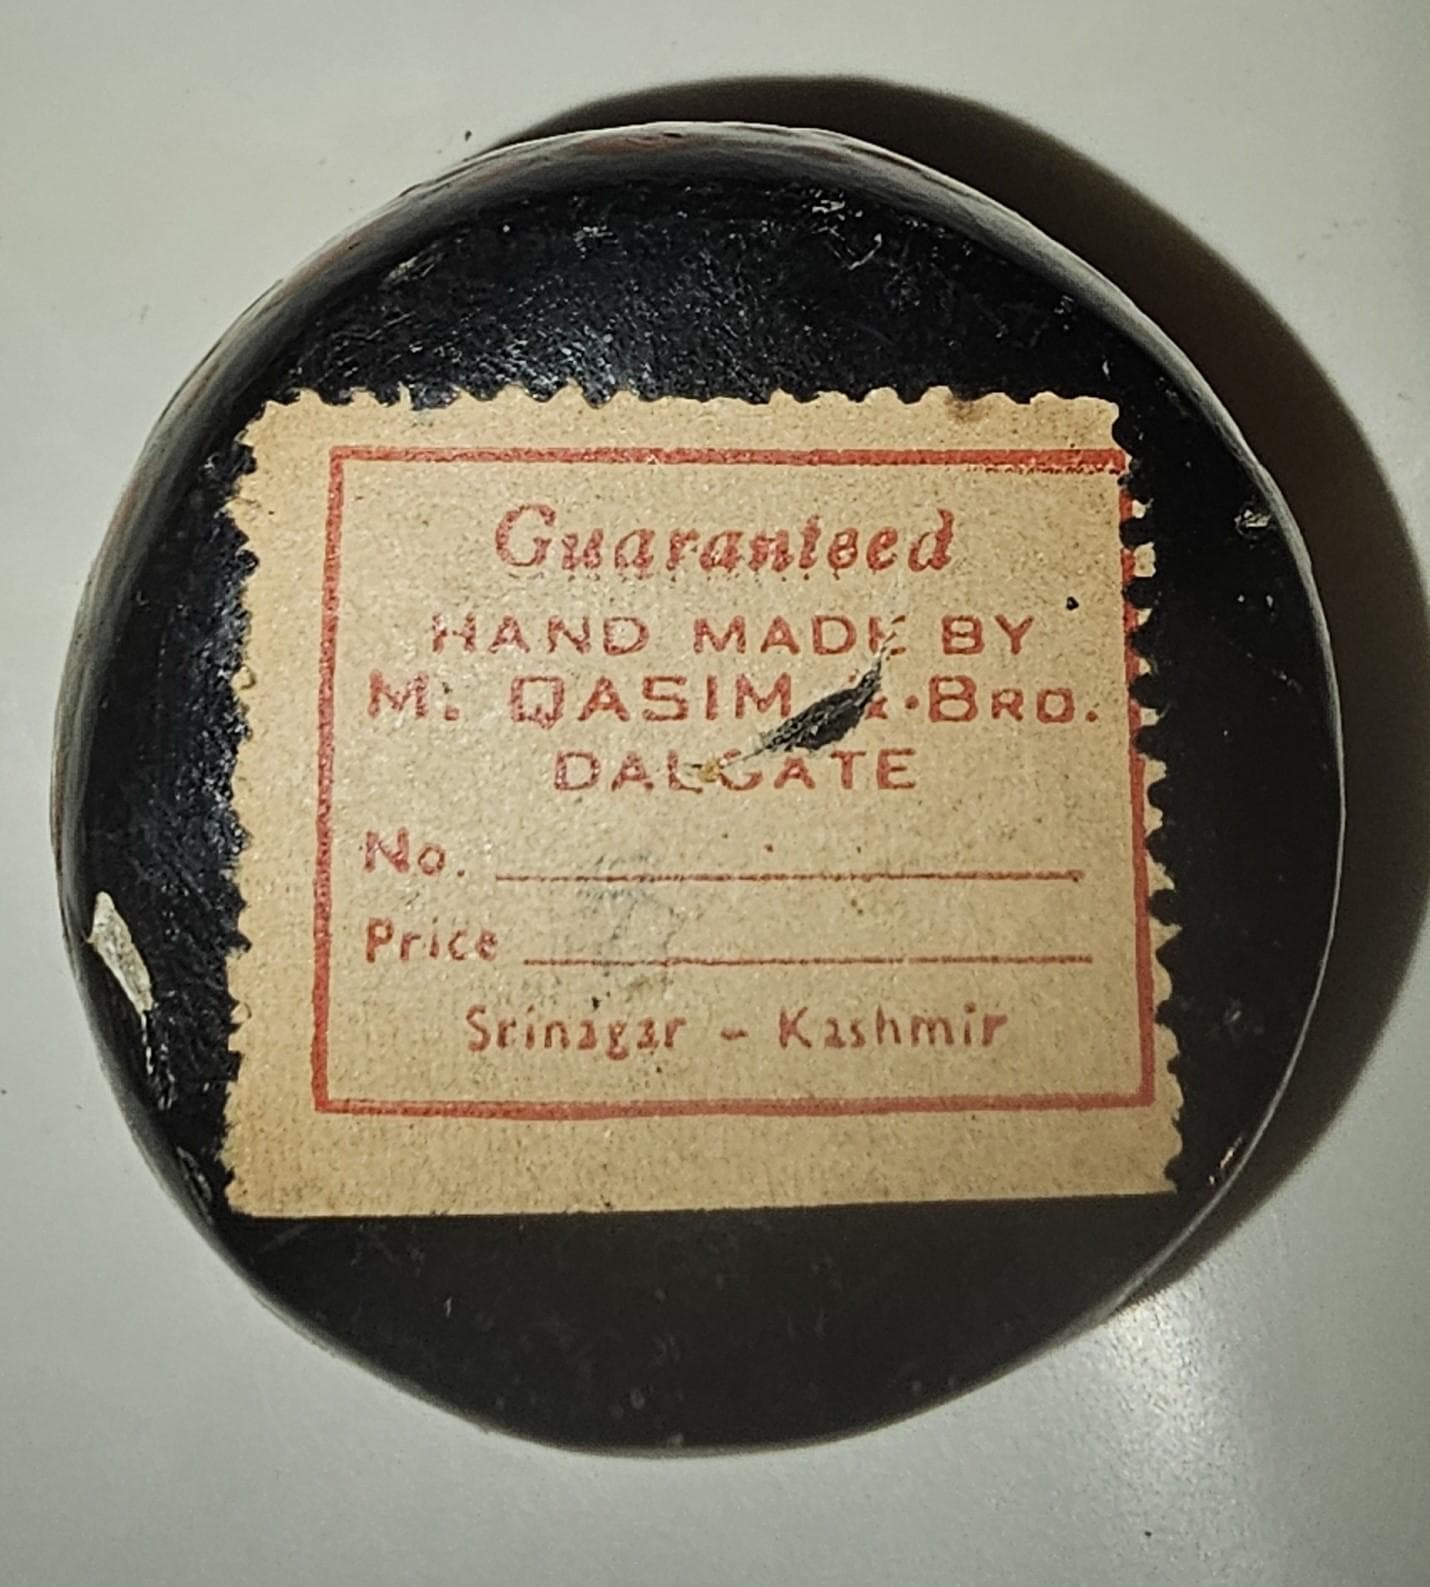 Guaranteed
HAND MADE BY
M. QASIM & BRO.
DALGATE
No.
Price
Srinagar - Kashmir